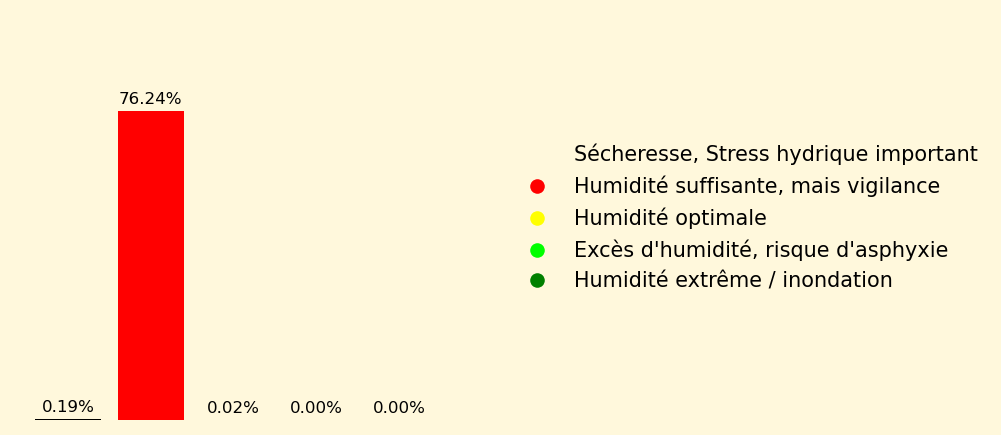 76.24%
0.19%
0.02%
0.00%
0.00%
Sécheresse, Stress hydrique important
Humidité suffisante, mais vigilance
Humidité optimale
Excès d'humidité, risque d'asphyxie
Humidité extrême / inondation